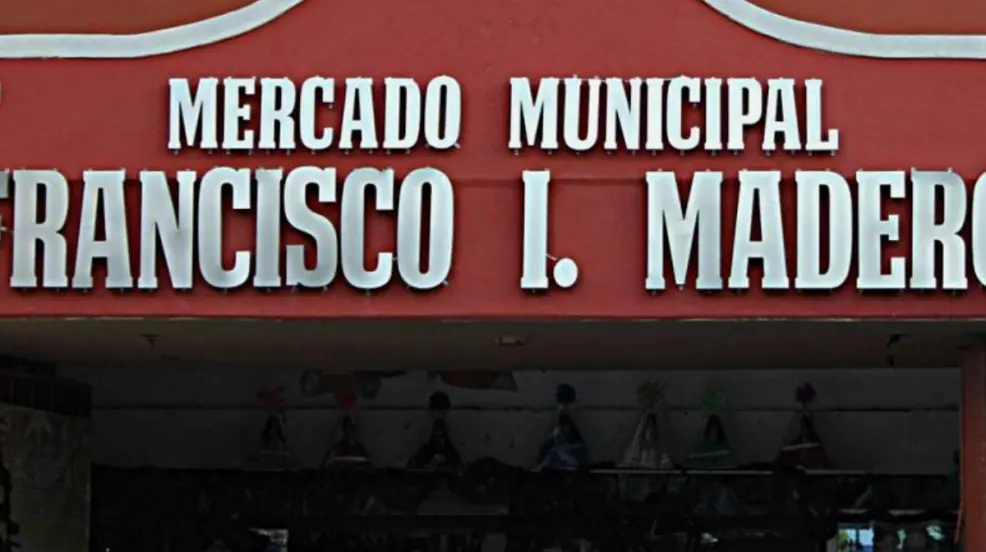 MERCADO MUNICIPAL
FRANCISCO I. MADERO